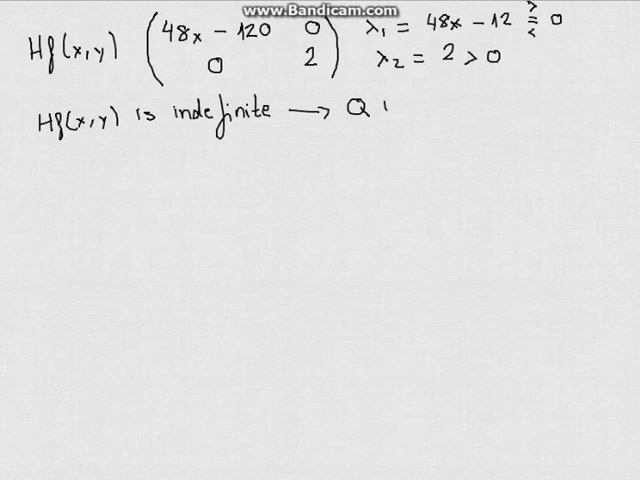 www.Bandicam.com
Hf(x,y) (48x - 120 0 λ₁ = 48x - 12 >=< 0
0 2) λ₂ = 2 > 0
Hf(x,y) is indefinite → Q